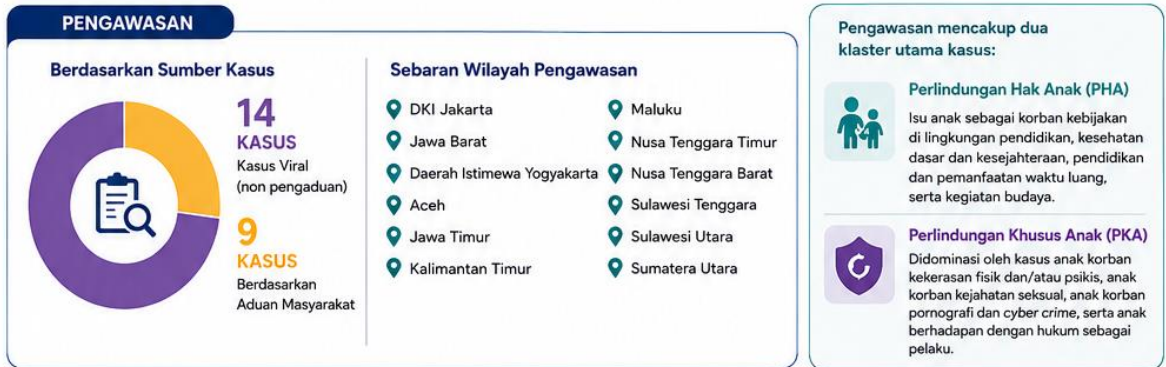 PENGAWASAN
Berdasarkan Sumber Kasus
14
KASUS
Kasus Viral
(non pengaduan)
9
KASUS
Berdasarkan
Aduan Masyarakat
Sebaran Wilayah Pengawasan
DKI Jakarta
Jawa Barat
Daerah Istimewa Yogyakarta
Aceh
Jawa Timur
Kalimantan Timur
Maluku
Nusa Tenggara Timur
Nusa Tenggara Barat
Sulawesi Tenggara
Sulawesi Utara
Sumatera Utara
Pengawasan mencakup dua
klaster utama kasus:
Perlindungan Hak Anak (PHA)
Isu anak sebagai korban kebijakan
di lingkungan pendidikan, kesehatan
dasar dan kesejahteraan, pendidikan
dan pemanfaatan waktu luang,
serta kegiatan budaya.
Perlindungan Khusus Anak (PKA)
Didominasi oleh kasus anak korban
kekerasan fisik dan/atau psikis, anak
korban kejahatan seksual, anak korban
pornografi dan cyber crime, serta anak
berhadapan dengan hukum sebagai
pelaku.